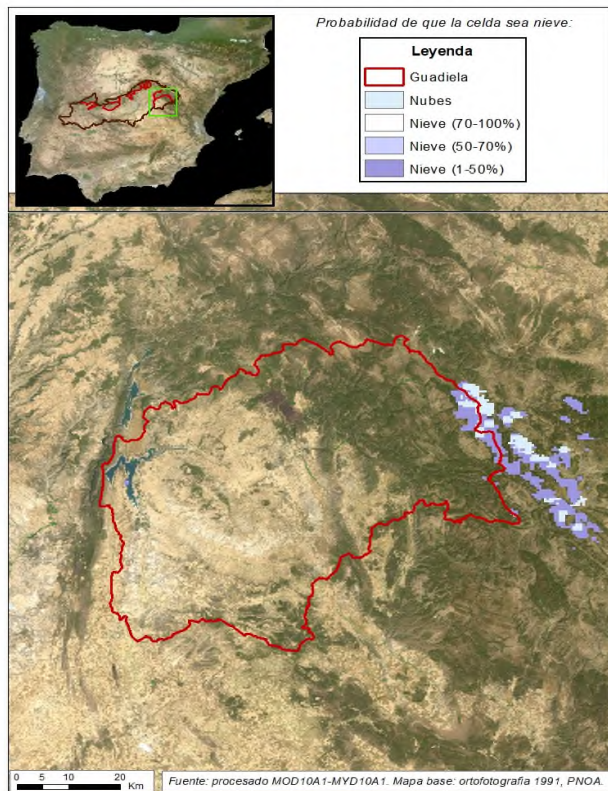 Probabilidad de que la celda sea nieve:
Leyenda
Guadiela
Nubes
Nieve (70-100%)
Nieve (50-70%)
Nieve (1-50%)
0 5 10 20
Km
Fuente: procesado MOD10A1-MYD10A1. Mapa base: ortofotografia 1991, PNOA.